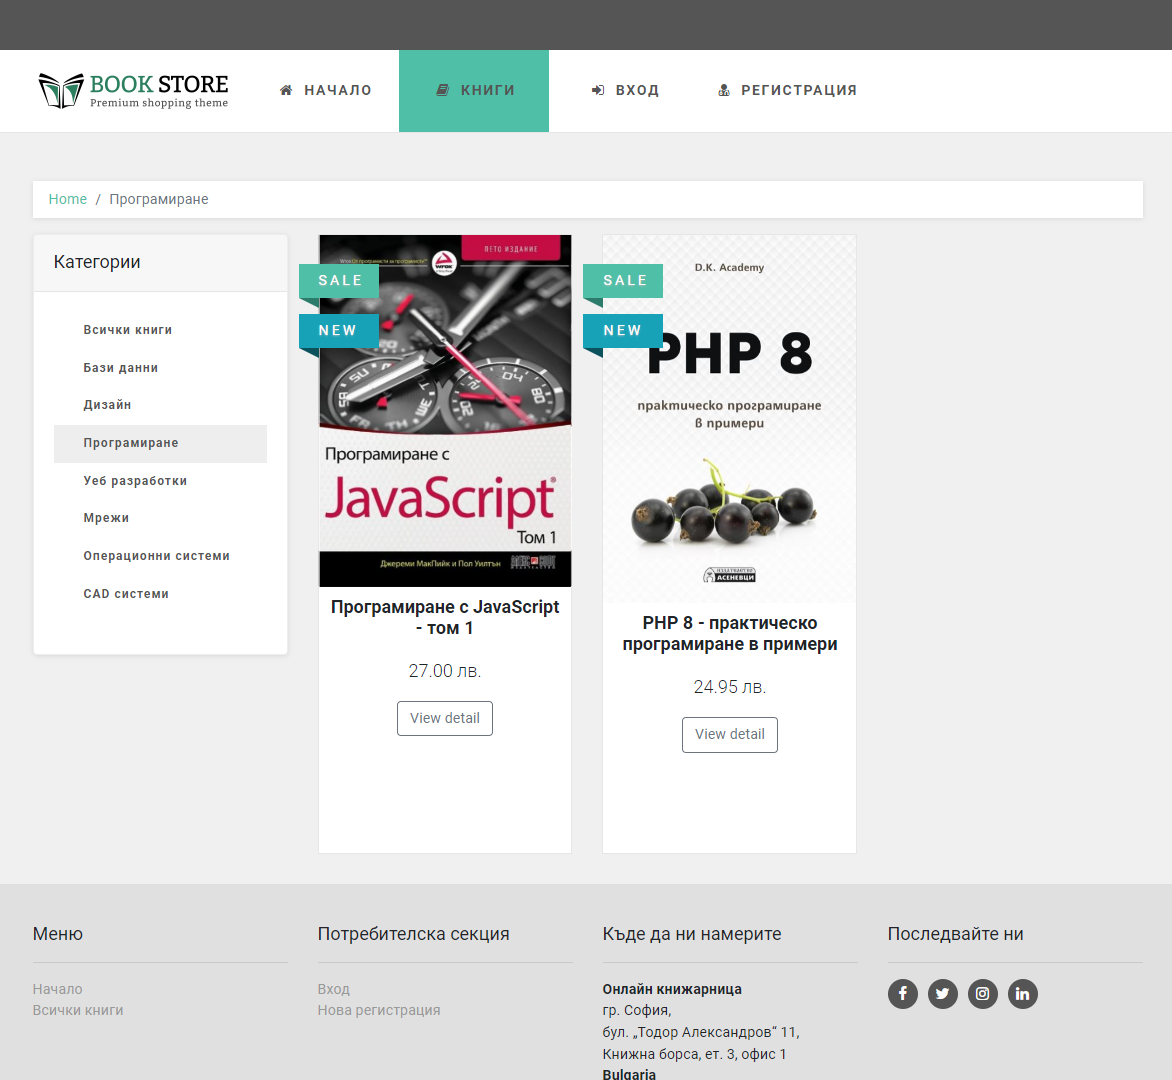 BOOK STORE
Premium shopping theme
НАЧАЛО
КНИГИ
ВХОД
РЕГИСТРАЦИЯ
Home / Програмиране
Категории
Всички книги
Бази данни
Дизайн
Програмиране
Уеб разработки
Мрежи
Операционни системи
CAD системи
SALE
NEW
ПЕТО ИЗДАНИЕ
Програмиране с
JavaScript®
Том 1
Джереми МакПийк и Пол Уилтън
Програмиране с JavaScript
- том 1
27.00 лв.
View detail
SALE
NEW
D.K. Academy
PHP 8
практическо програмиране
в примери
ИЗДАТЕЛСТВО
АСЕНЕВЦИ
PHP 8 - практическо
програмиране в примери
24.95 лв.
View detail
Меню
Начало
Всички книги
Потребителска секция
Вход
Нова регистрация
Къде да ни намерите
Онлайн книжарница
гр. София,
бул. „Тодор Александров“ 11,
Книжна борса, ет. 3, офис 1
Bulgaria
Последвайте ни